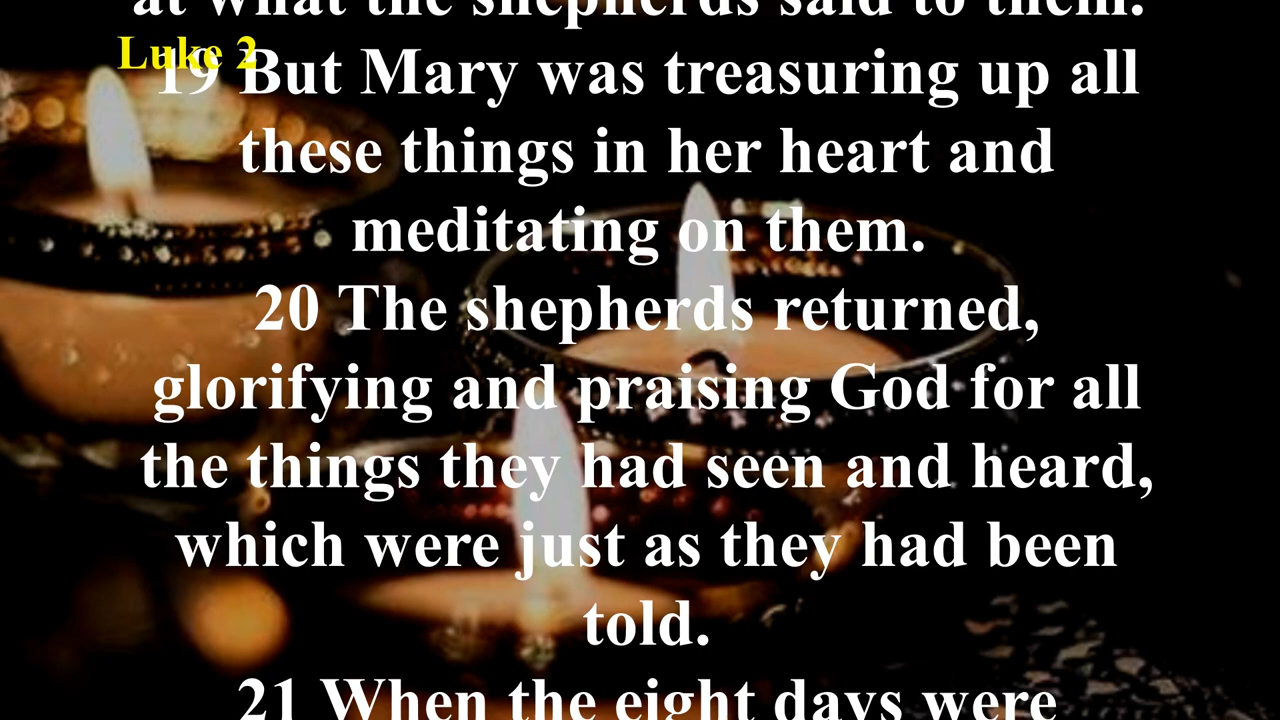 at what the shepherds said to them.
Luke 2
19 But Mary was treasuring up all
these things in her heart and
meditating on them.
20 The shepherds returned,
glorifying and praising God for all
the things they had seen and heard,
which were just as they had been
told.
21 When the eight days were